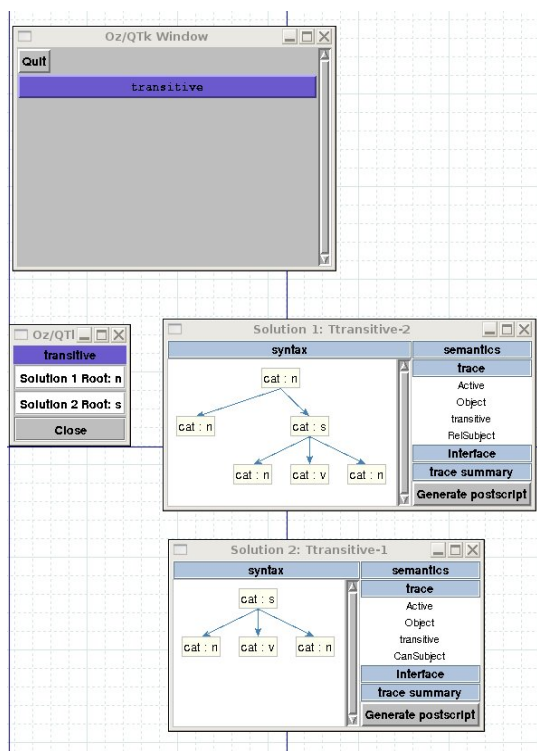 Oz/QTk Window
Quit
transitive
Oz/QTl
transitive
Solution 1 Root: n
Solution 2 Root: s
Close
Solution 1: Ttransitive-2
syntax
semantics
trace
cat : n
Active
Object
cat : n
cat : s
transitive
RelSubject
Interface
cat : n
cat : v
cat : n
trace summary
Generate postscript
Solution 2: Ttransitive-1
syntax
semantics
trace
cat : s
Active
Object
cat : n
cat : v
cat : n
transitive
CanSubject
Interface
trace summary
Generate postscript